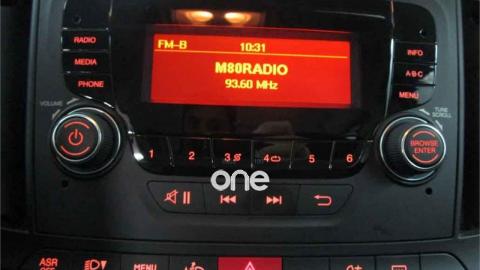 RADIO
MEDIA
PHONE
FM-B 10:31
M80RADIO
93.60 MHz
INFO
A·B·C
MENU
VOLUME
TUNE
SCROLL
BROWSE
ENTER
1 2 3 4 5 6
one
ASR
OFF
MENU